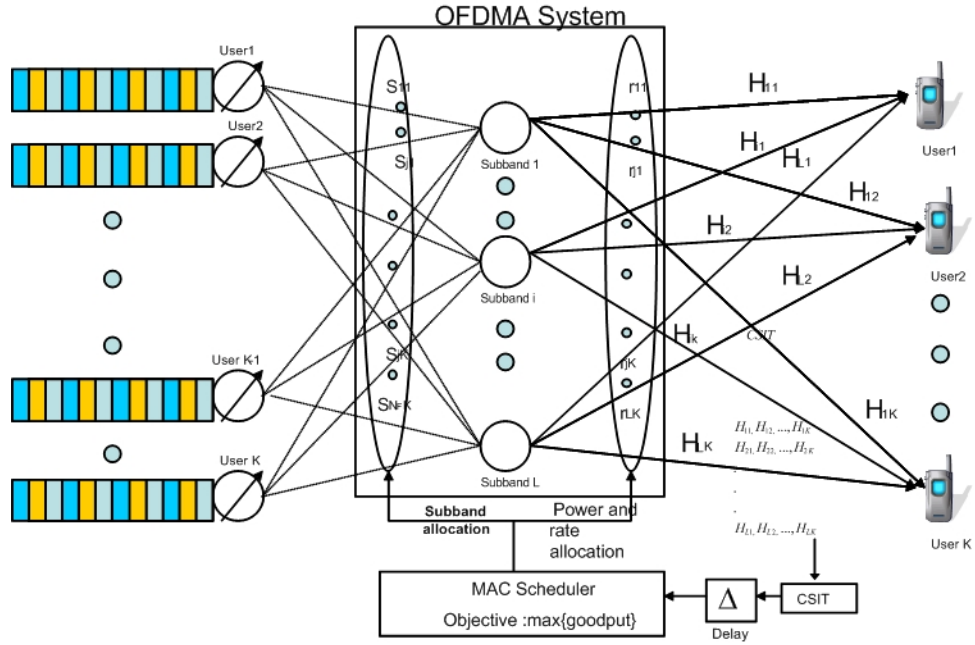 OFDMA System
User1
User2
User K-1
User K
S11
Sj1
SjK
SN=K
Subband 1
Subband i
Subband L
r11
rj1
rjK
rLK
H11
H1
HL1
H12
H2
HL2
Hk
CSIT
H1K
HLK
H11, H12, ..., H1K
H21, H22, ..., H2K
.
.
.
HL1, HL2, ..., HLK
User1
User2
User K
Subband allocation
Power and rate allocation
MAC Scheduler
Objective :max{goodput}
Δ
Delay
CSIT